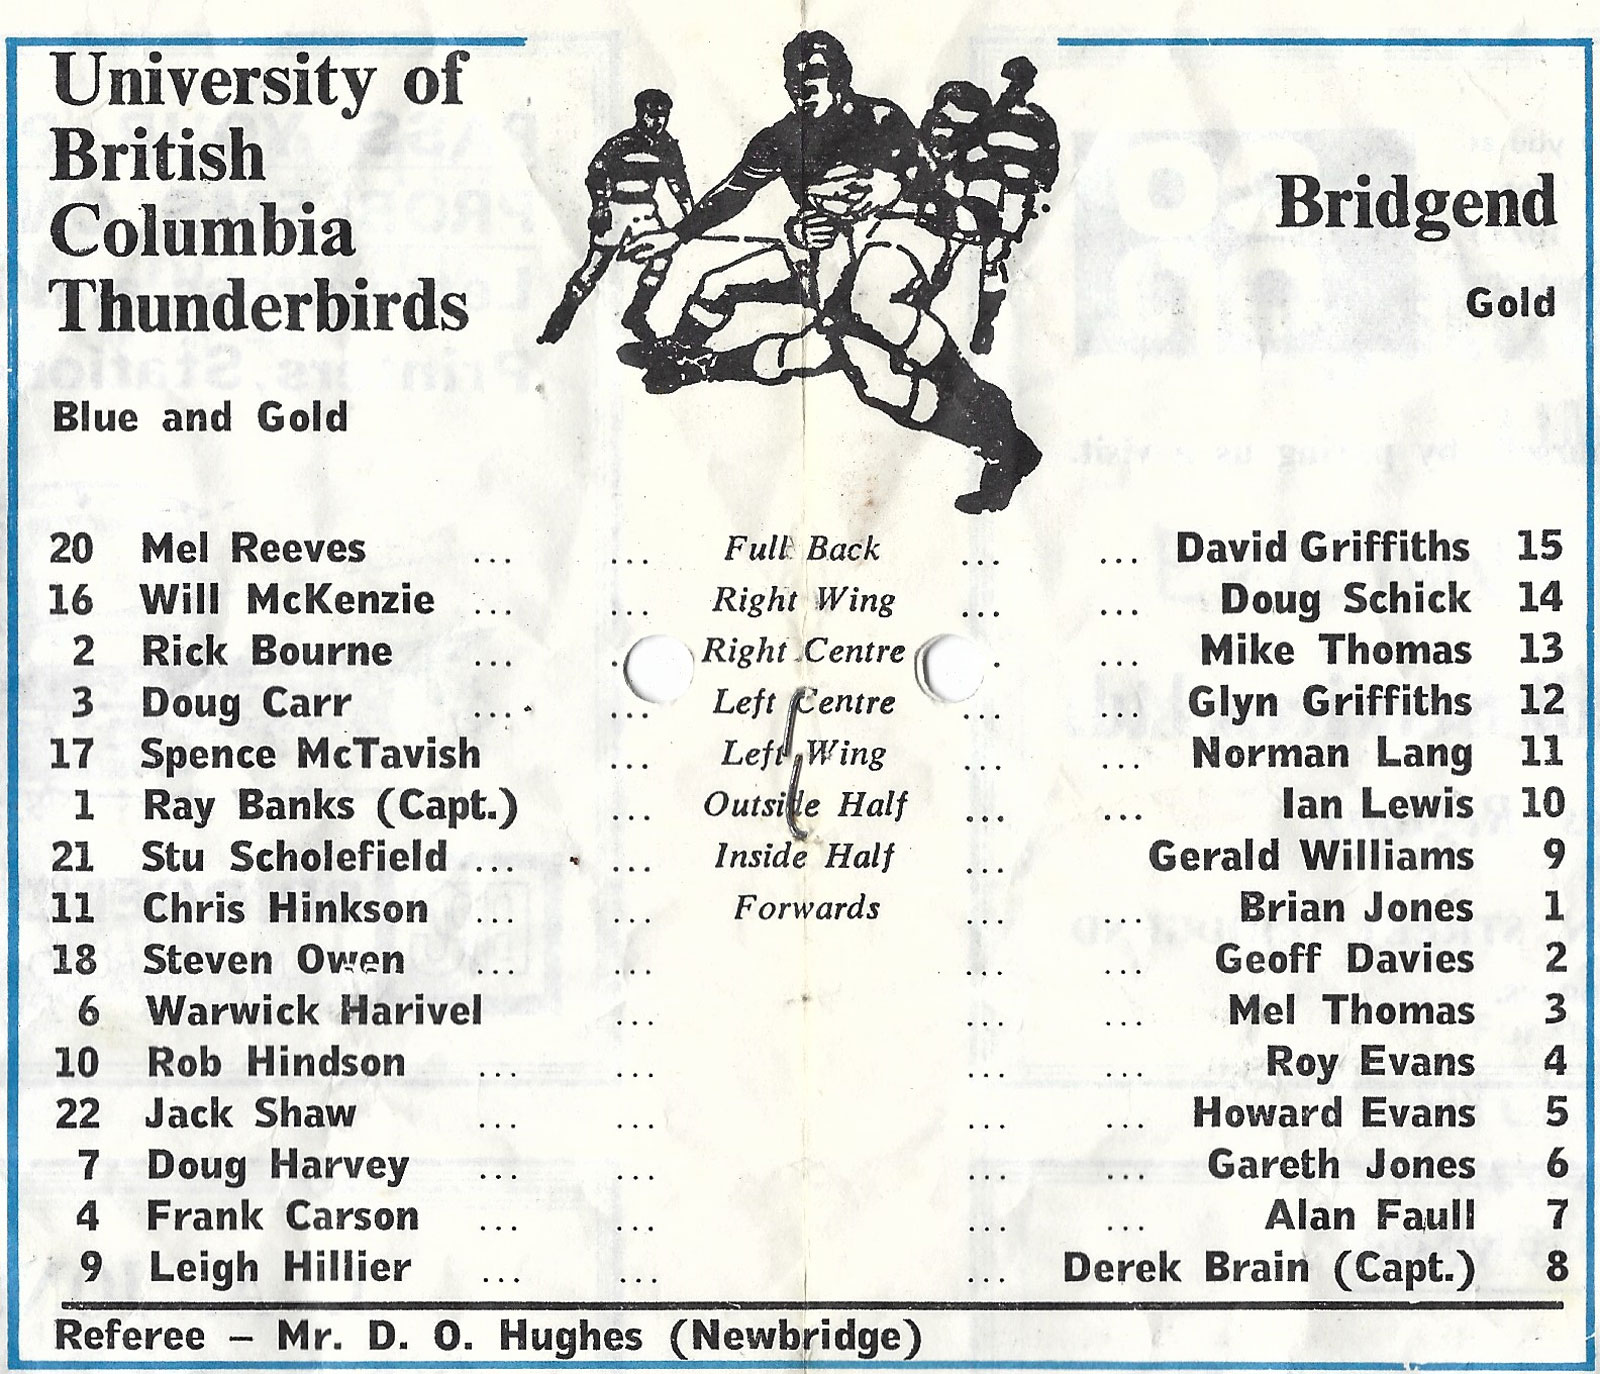 University of
British
Columbia
Thunderbirds
Blue and Gold
Bridgend
Gold
20 Mel Reeves ... ... Full Back ... ... David Griffiths 15
16 Will McKenzie ... ... Right Wing ... ... Doug Schick 14
2 Rick Bourne ... . Right Centre . ... Mike Thomas 13
3 Doug Carr ... ... Left Centre ... ... Glyn Griffiths 12
17 Spence McTavish ... Left Wing ... ... Norman Lang 11
1 Ray Banks (Capt.) ... Outside Half ... ... Ian Lewis 10
21 Stu Scholefield ... ... Inside Half ... Gerald Williams 9
11 Chris Hinkson ... ... Forwards ... ... Brian Jones 1
18 Steven Owen ... ... ... ... Geoff Davies 2
6 Warwick Harivel ... ... ... Mel Thomas 3
10 Rob Hindson ... ... ... ... Roy Evans 4
22 Jack Shaw ... ... ... ... Howard Evans 5
7 Doug Harvey ... ... ... ... Gareth Jones 6
4 Frank Carson ... ... ... ... Alan Faull 7
9 Leigh Hillier ... ... ... Derek Brain (Capt.) 8
Referee – Mr. D. O. Hughes (Newbridge)